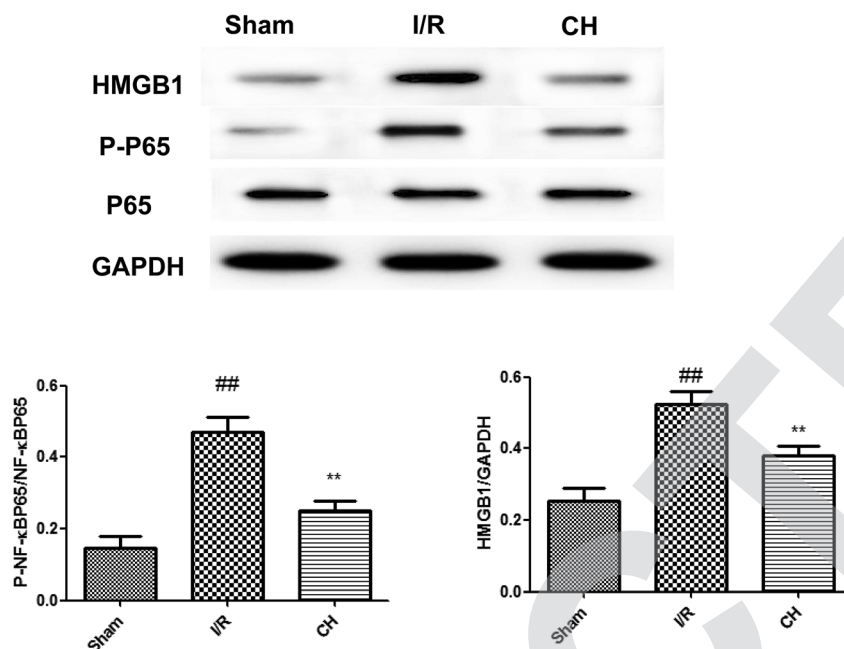 Sham I/R CH
HMGB1
P-P65
P65
GAPDH
P-NF-κBP65/NF-κBP65
0.6
0.4
0.2
0.0
##
**
Sham I/R CH
HMGB1/GAPDH
0.6
0.4
0.2
0.0
##
**
Sham I/R CH